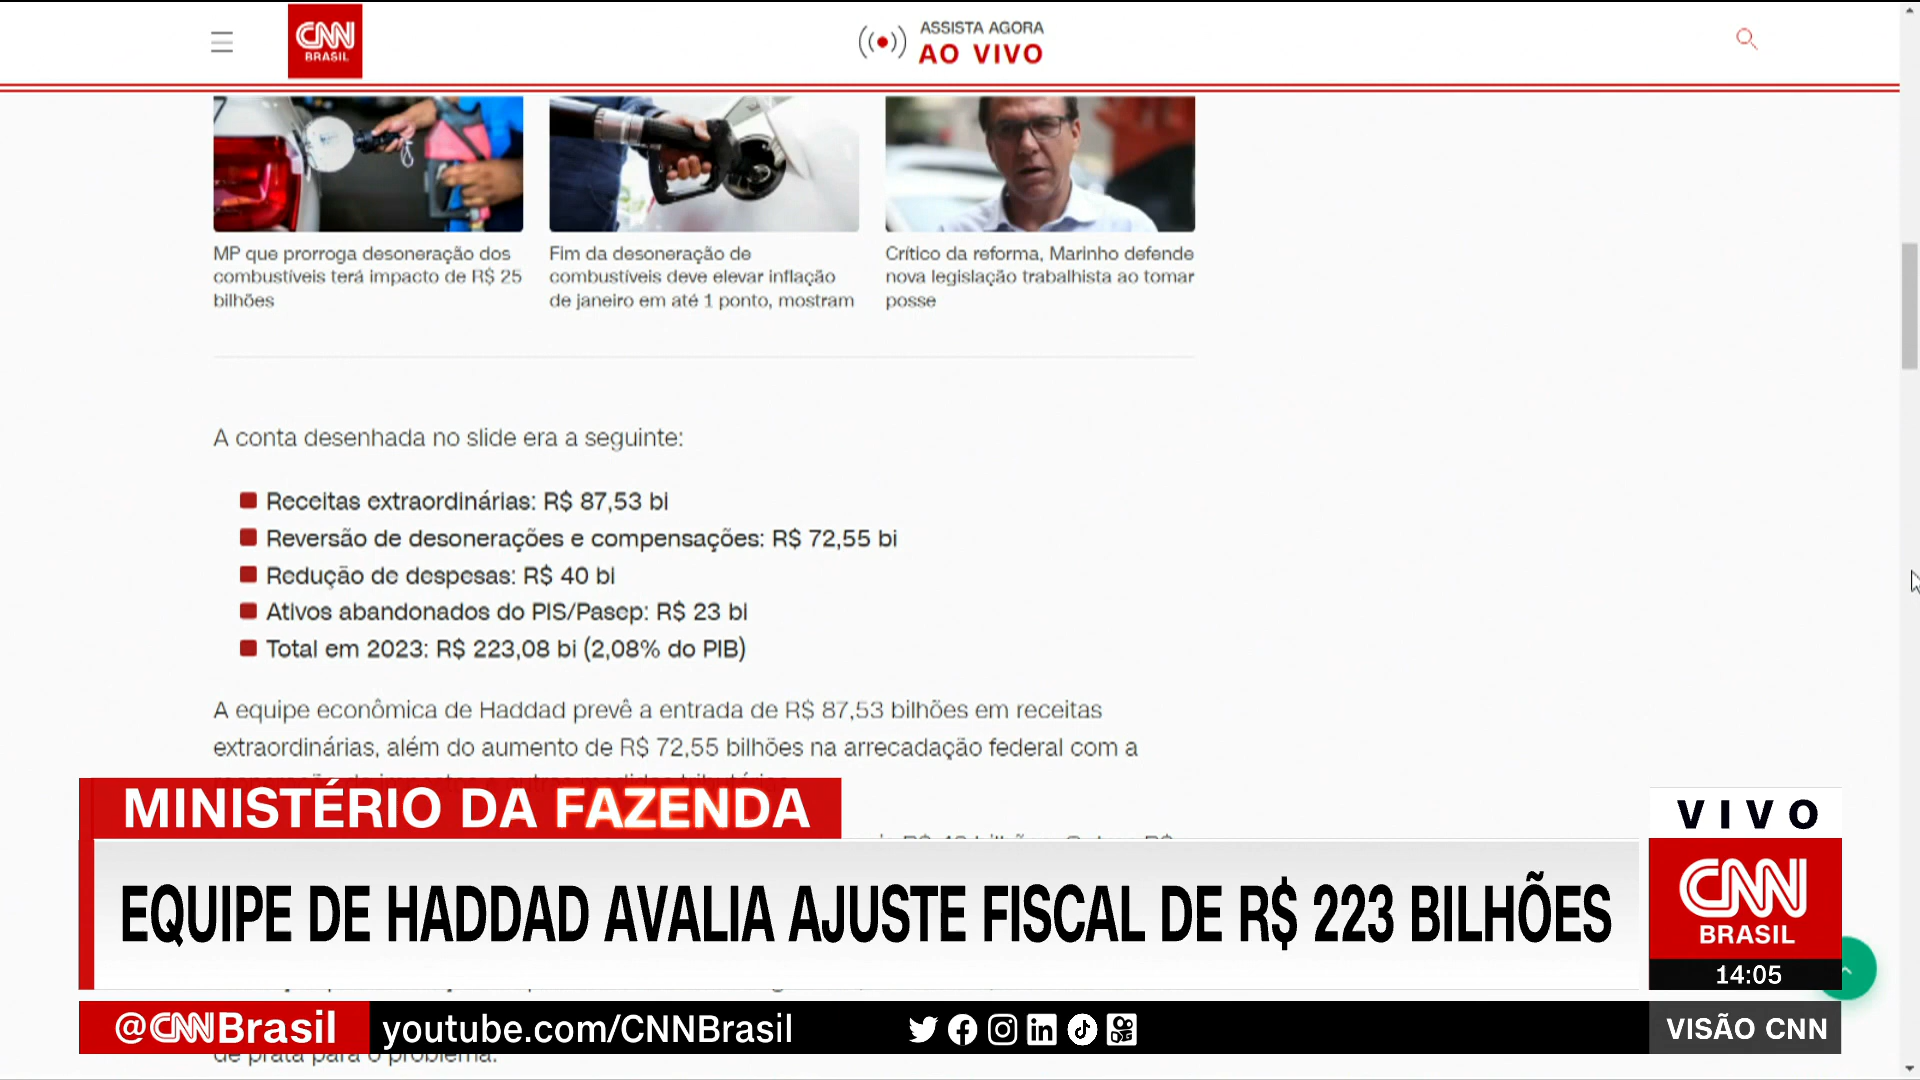 CNN
BRASIL
ASSISTA AGORA
AO VIVO
MP que prorroga desoneração dos
combustíveis terá impacto de R$ 25
bilhões
Fim da desoneração de
combustíveis deve elevar inflação
de janeiro em até 1 ponto, mostram
Crítico da reforma, Marinho defende
nova legislação trabalhista ao tomar
posse
A conta desenhada no slide era a seguinte:
Receitas extraordinárias: R$ 87,53 bi
Reversão de desonerações e compensações: R$ 72,55 bi
Redução de despesas: R$ 40 bi
Ativos abandonados do PIS/Pasep: R$ 23 bi
Total em 2023: R$ 223,08 bi (2,08% do PIB)
A equipe econômica de Haddad prevê a entrada de R$ 87,53 bilhões em receitas
extraordinárias, além do aumento de R$ 72,55 bilhões na arrecadação federal com a
MINISTÉRIO DA FAZENDA
EQUIPE DE HADDAD AVALIA AJUSTE FISCAL DE R$ 223 BILHÕES
VIVO
CNN
BRASIL
14:05
@CNNBrasil
youtube.com/CNNBrasil
VISÃO CNN
de prata para o problema.